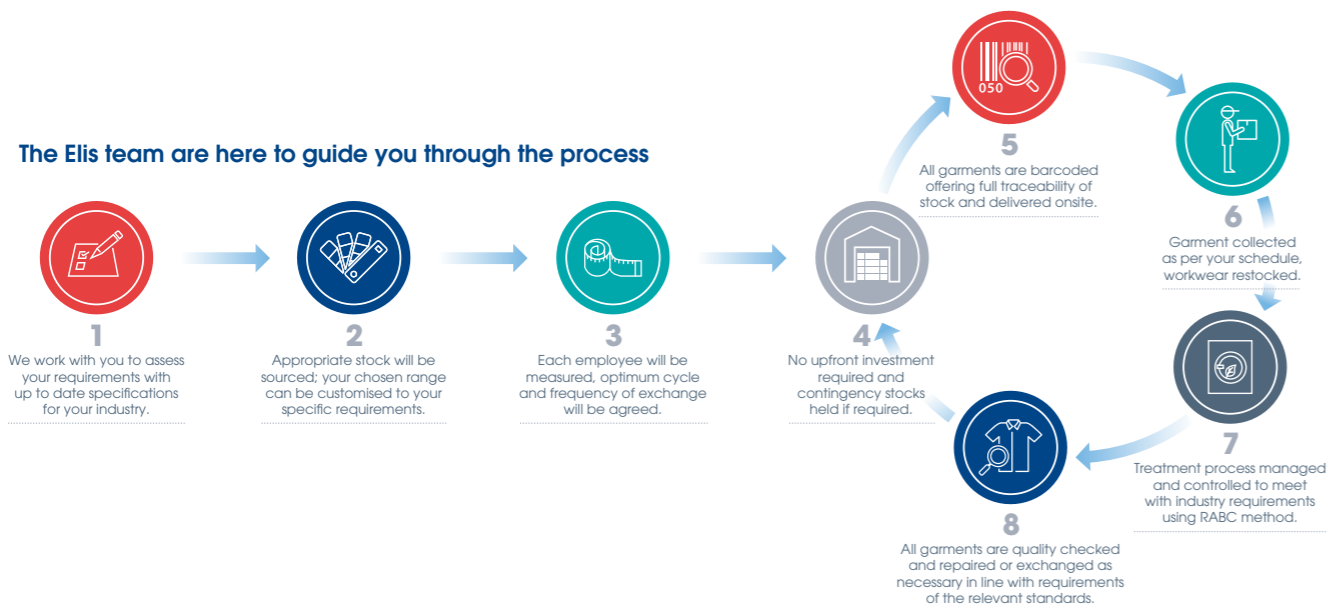 The Elis team are here to guide you through the process
1
We work with you to assess
your requirements with
up to date specifications
for your industry.
2
Appropriate stock will be
sourced; your chosen range
can be customised to your
specific requirements.
3
Each employee will be
measured, optimum cycle
and frequency of exchange
will be agreed.
4
No upfront investment
required and
contingency stocks
held if required.
050
5
All garments are barcoded
offering full traceability of
stock and delivered onsite.
6
Garment collected
as per your schedule,
workwear restocked.
7
Treatment process managed
and controlled to meet
with industry requirements
using RABC method.
8
All garments are quality checked
and repaired or exchanged as
necessary in line with requirements
of the relevant standards.